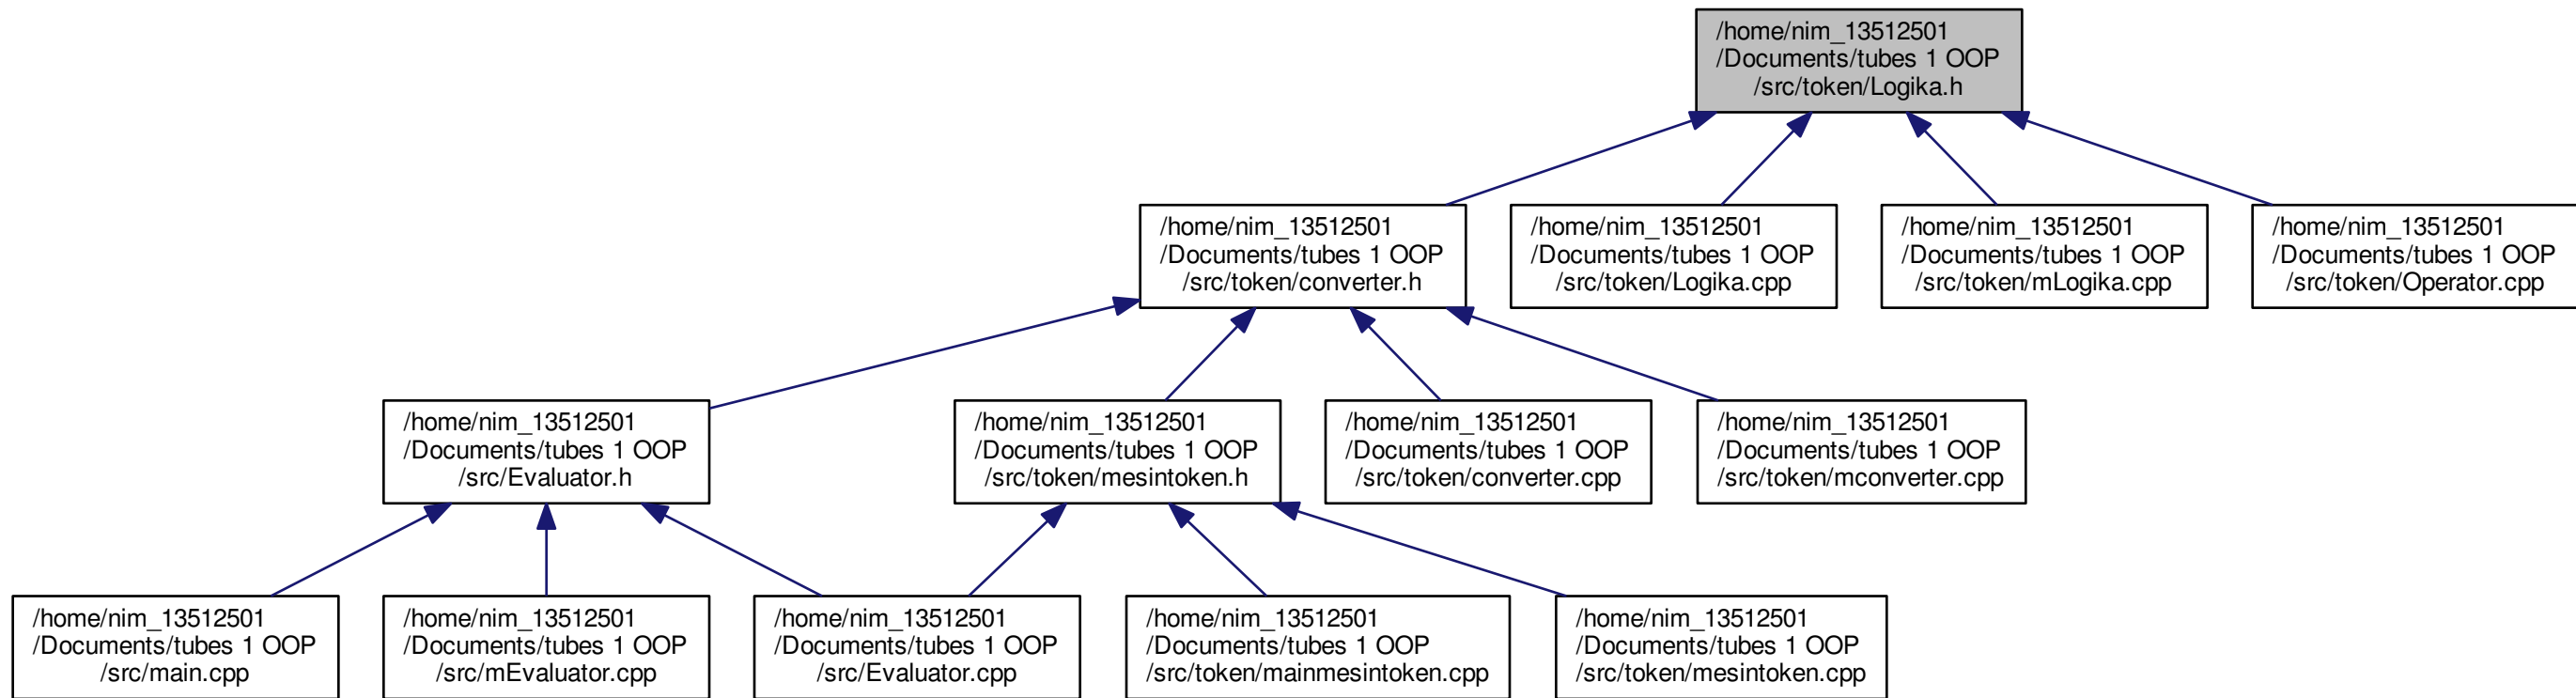 /home/nim_13512501
/Documents/tubes 1 OOP
/src/token/Logika.h
/home/nim_13512501
/Documents/tubes 1 OOP
/src/token/converter.h
/home/nim_13512501
/Documents/tubes 1 OOP
/src/token/Logika.cpp
/home/nim_13512501
/Documents/tubes 1 OOP
/src/token/mLogika.cpp
/home/nim_13512501
/Documents/tubes 1 OOP
/src/token/Operator.cpp
/home/nim_13512501
/Documents/tubes 1 OOP
/src/Evaluator.h
/home/nim_13512501
/Documents/tubes 1 OOP
/src/token/mesintoken.h
/home/nim_13512501
/Documents/tubes 1 OOP
/src/token/converter.cpp
/home/nim_13512501
/Documents/tubes 1 OOP
/src/token/mconverter.cpp
/home/nim_13512501
/Documents/tubes 1 OOP
/src/main.cpp
/home/nim_13512501
/Documents/tubes 1 OOP
/src/mEvaluator.cpp
/home/nim_13512501
/Documents/tubes 1 OOP
/src/Evaluator.cpp
/home/nim_13512501
/Documents/tubes 1 OOP
/src/token/mainmesintoken.cpp
/home/nim_13512501
/Documents/tubes 1 OOP
/src/token/mesintoken.cpp